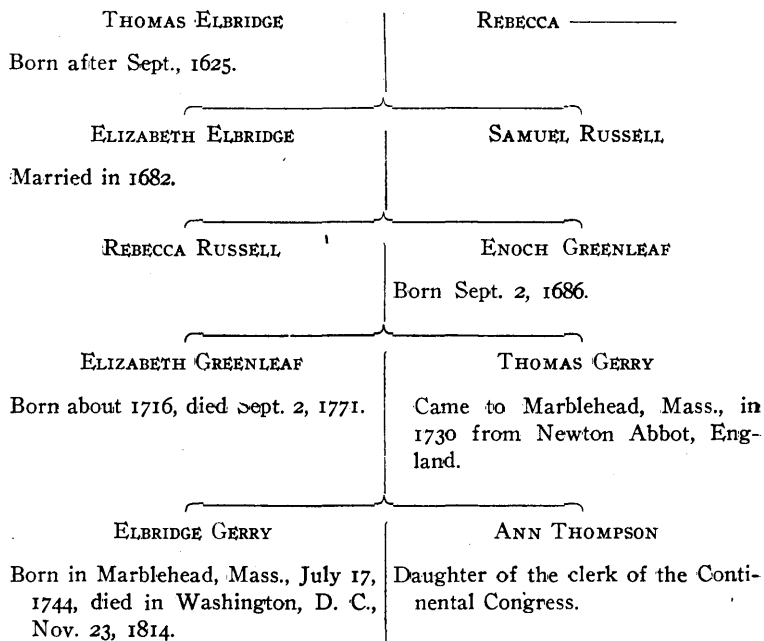 THOMAS ELBRIDGE
REBECCA ————
Born after Sept., 1625.
ELIZABETH ELBRIDGE
SAMUEL RUSSELL
Married in 1682.
REBECCA RUSSELL
ENOCH GREENLEAF
Born Sept. 2, 1686.
ELIZABETH GREENLEAF
THOMAS GERRY
Born about 1716, died Sept. 2, 1771.
Came to Marblehead, Mass., in
1730 from Newton Abbot, Eng-
land.
ELBRIDGE GERRY
ANN THOMPSON
Born in Marblehead, Mass., July 17,
1744, died in Washington, D. C.,
Nov. 23, 1814.
Daughter of the clerk of the Conti-
nental Congress.